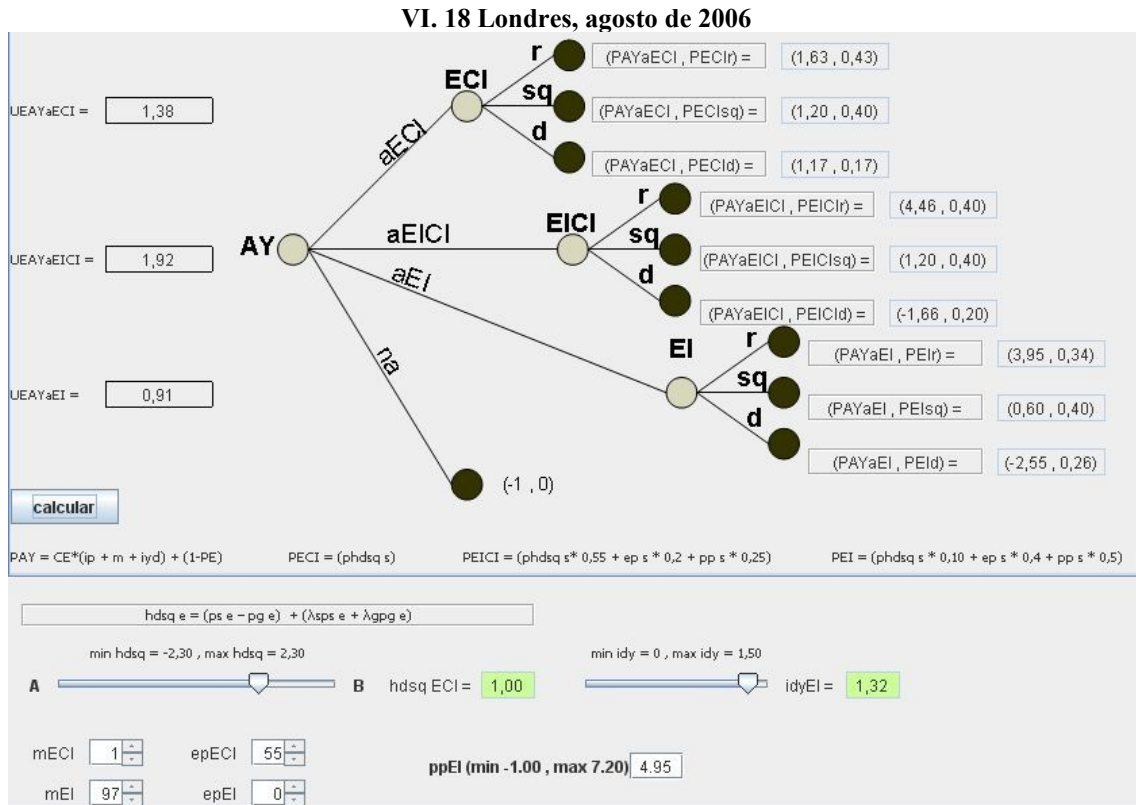 VI. 18 Londres, agosto de 2006
r (PAYaECI , PECIr) = (1,63 , 0,43)
ECI
sq (PAYaECI , PECIsq) = (1,20 , 0,40)
UEAYaECI = 1,38
d (PAYaECI , PECId) = (1,17 , 0,17)
aECI
r (PAYaEICI , PEICIr) = (4,46 , 0,40)
EICI
AY aEICI sq (PAYaEICI , PEICIsq) = (1,20 , 0,40)
UEAYaEICI = 1,92
aEI
d (PAYaEICI , PEICId) = (-1,66 , 0,20)
EI
r (PAYaEI , PEIr) = (3,95 , 0,34)
na
sq (PAYaEI , PEIsq) = (0,60 , 0,40)
UEAYaEI = 0,91
d (PAYaEI , PEId) = (-2,55 , 0,26)
(-1 , 0)
calcular
PAY = CE*(ip + m + iyd) + (1-PE) PECI = (phdsq s) PEICI = (phdsq s* 0,55 + ep s * 0,2 + pp s * 0,25) PEI = (phdsq s * 0,10 + ep s * 0,4 + pp s * 0,5)
hdsq e = (ps e – pg e) + (λsps e + λgpg e)
min hdsq = -2,30 , max hdsq = 2,30 min idy = 0 , max idy = 1,50
A B hdsq ECI = 1,00 idyEI = 1,32
mECI 1 epECI 55
ppEI (min -1.00 , max 7.20) 4.95
mEI 97 epEI 0